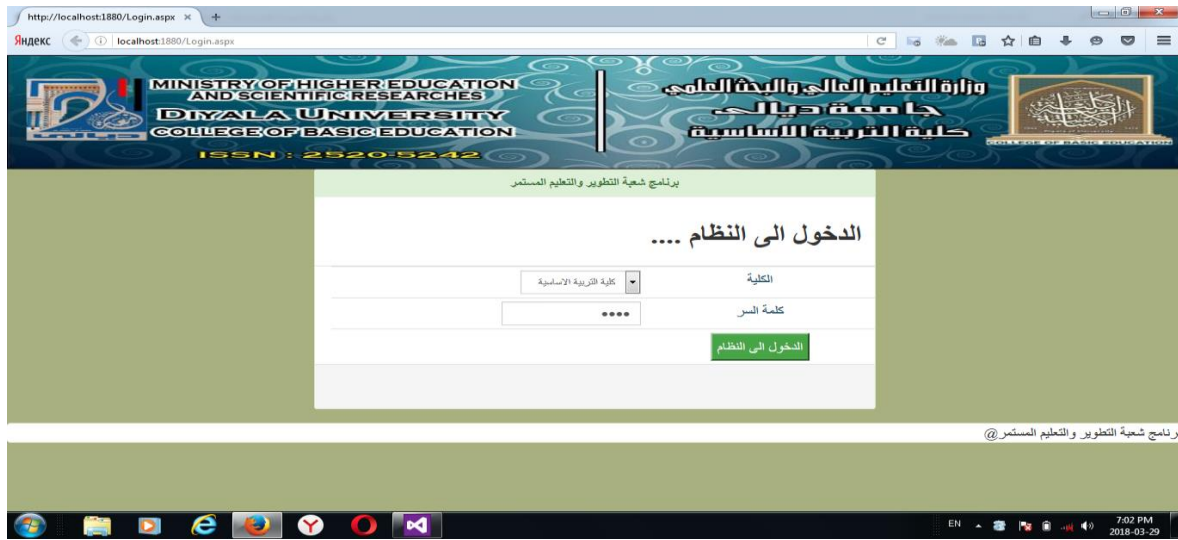 http://localhost:1880/Login.aspx
Яндекс localhost:1880/Login.aspx
MINISTRY OF HIGHER EDUCATION
AND SCIENTIFIC RESEARCHES
DIYALA UNIVERSITY
COLLEGE OF BASIC EDUCATION
ISSN : 2520-5242
وزارة التعليم العالي والبحث العلمي
جامعة ديالى
كلية التربية الاساسية
COLLEGE OF BASIC EDUCATION
برنامج شعبة التطوير والتعليم المستمر
الدخول الى النظام ....
الكلية كلية التربية الاساسية
كلمة السر
الدخول الى النظام
رنامج شعبة التطوير والتعليم المستمر@
EN 7:02 PM
2018-03-29